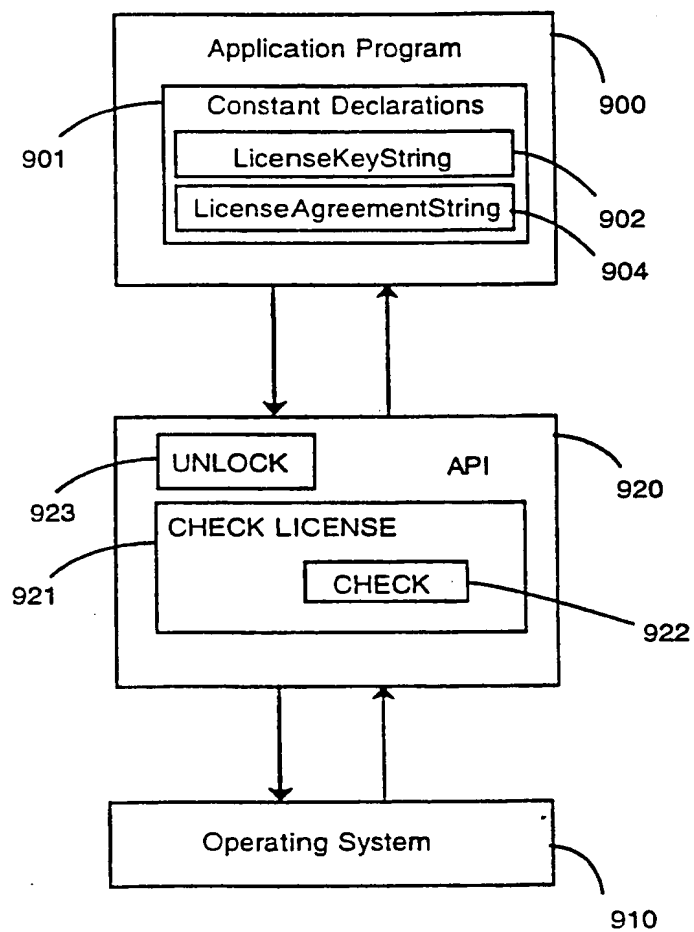 Application Program
900
Constant Declarations
901
LicenseKeyString
902
LicenseAgreementString
904
UNLOCK
API
920
923
CHECK LICENSE
921
CHECK
922
Operating System
910